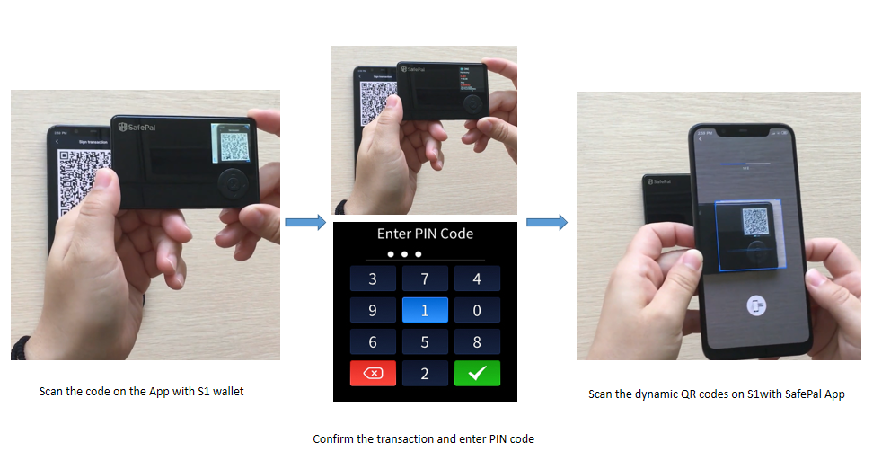 SafePal
Sign transaction
Scan the code on the App with S1 wallet
SafePal
Sign transaction
Enter PIN Code
3 7 4
9 1 0
6 5 8
2
Confirm the transaction and enter PIN code
SafePal
Scan the dynamic QR codes on S1with SafePal App